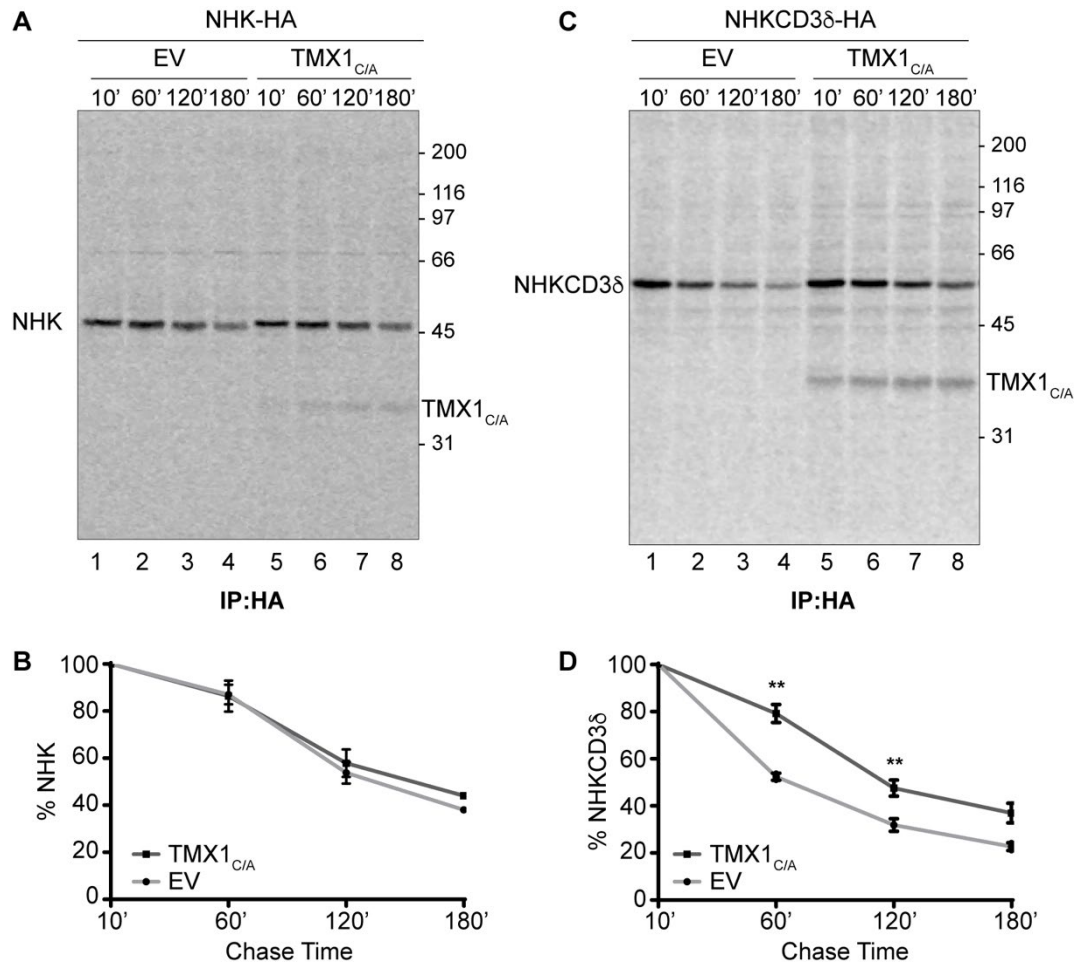 A
NHK-HA
EV TMX1C/A
10’ 60’ 120’ 180’ 10’ 60’ 120’ 180’
- 200
- 116
- 97
- 66
NHK
- 45
TMX1C/A
- 31
1 2 3 4 5 6 7 8
IP:HA
C
NHKCD3δ-HA
EV TMX1C/A
10’ 60’ 120’ 180’ 10’ 60’ 120’ 180’
- 200
- 116
- 97
- 66
NHKCD3δ
- 45
TMX1C/A
- 31
1 2 3 4 5 6 7 8
IP:HA
B
% NHK
100
80
60
40
20
0
TMX1C/A
EV
10’ 60’ 120’ 180’
Chase Time
D
% NHKCD3δ
100
80
60
40
20
0
**
**
TMX1C/A
EV
10’ 60’ 120’ 180’
Chase Time